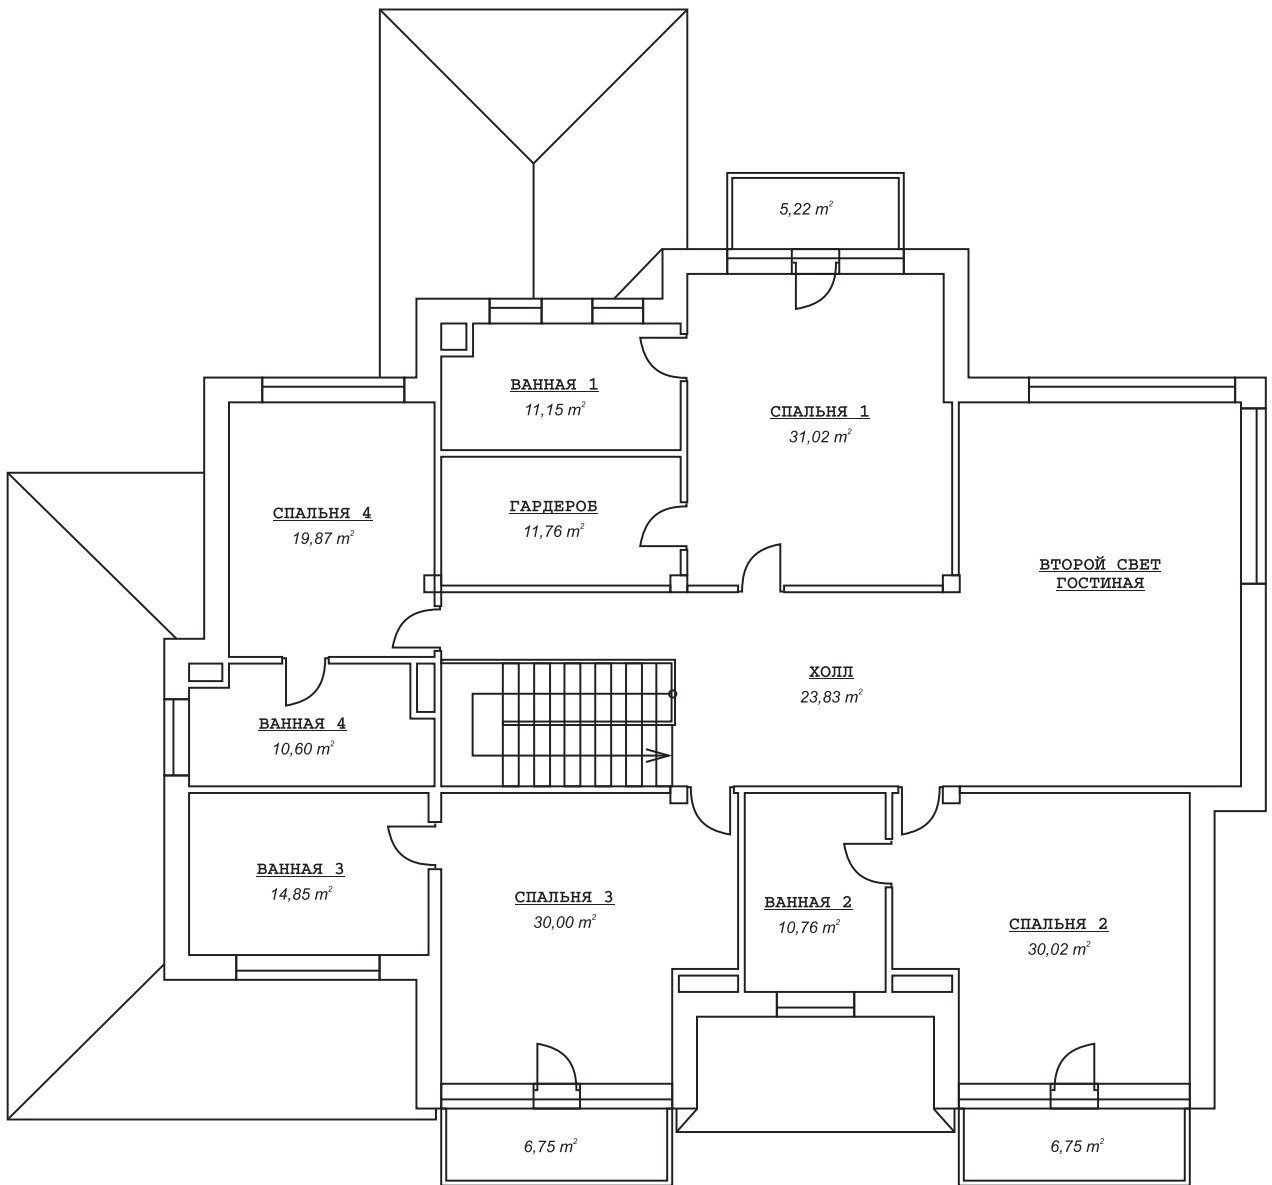 5,22 m²
ВАННАЯ 1
11,15 m²
СПАЛЬНЯ 1
31,02 m²
СПАЛЬНЯ 4
19,87 m²
ГАРДЕРОБ
11,76 m²
ВТОРОЙ СВЕТ
ГОСТИНАЯ
ХОЛЛ
23,83 m²
ВАННАЯ 4
10,60 m²
ВАННАЯ 3
14,85 m²
СПАЛЬНЯ 3
30,00 m²
ВАННАЯ 2
10,76 m²
СПАЛЬНЯ 2
30,02 m²
6,75 m²
6,75 m²